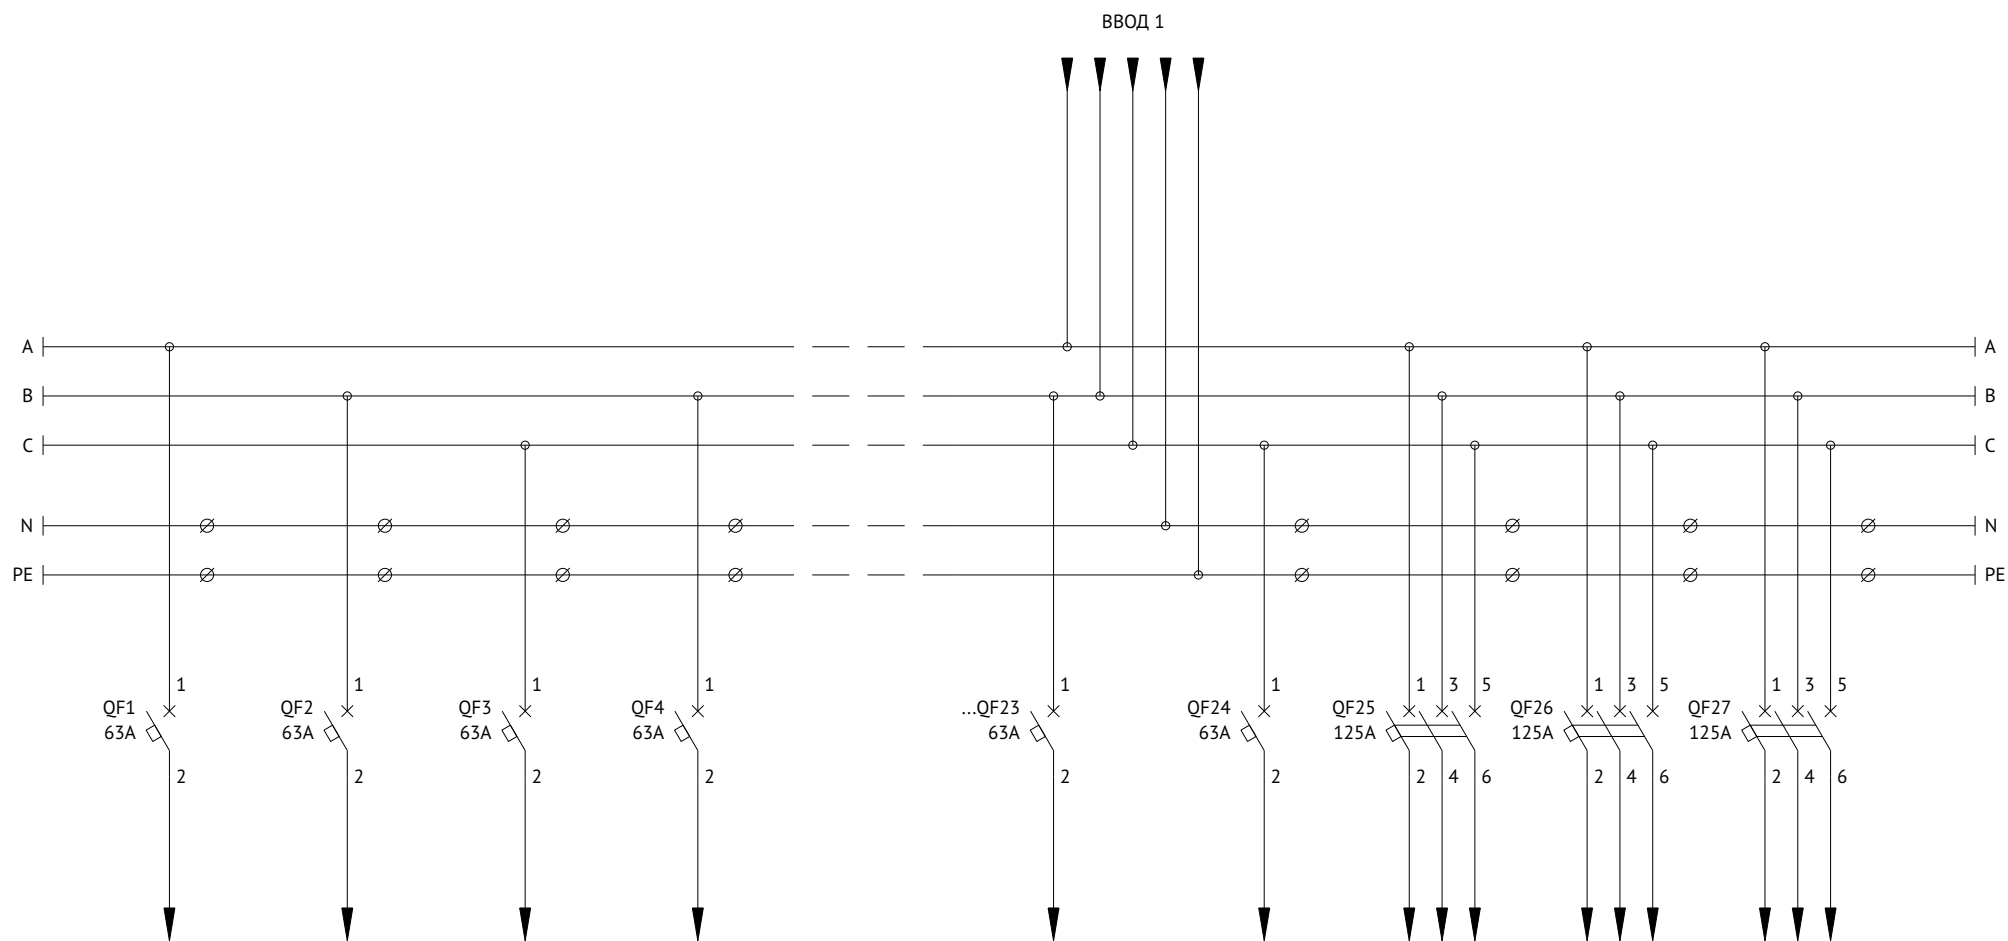 ВВОД 1
A A
B B
C C
N N
PE PE
1 1 1 1 1 1 1 3 5 1 3 5 1 3 5
QF1 QF2 QF3 QF4 ...QF23 QF24 QF25 QF26 QF27
63A 63A 63A 63A 63A 63A 125A 125A 125A
2 2 2 2 2 2 2 4 6 2 4 6 2 4 6